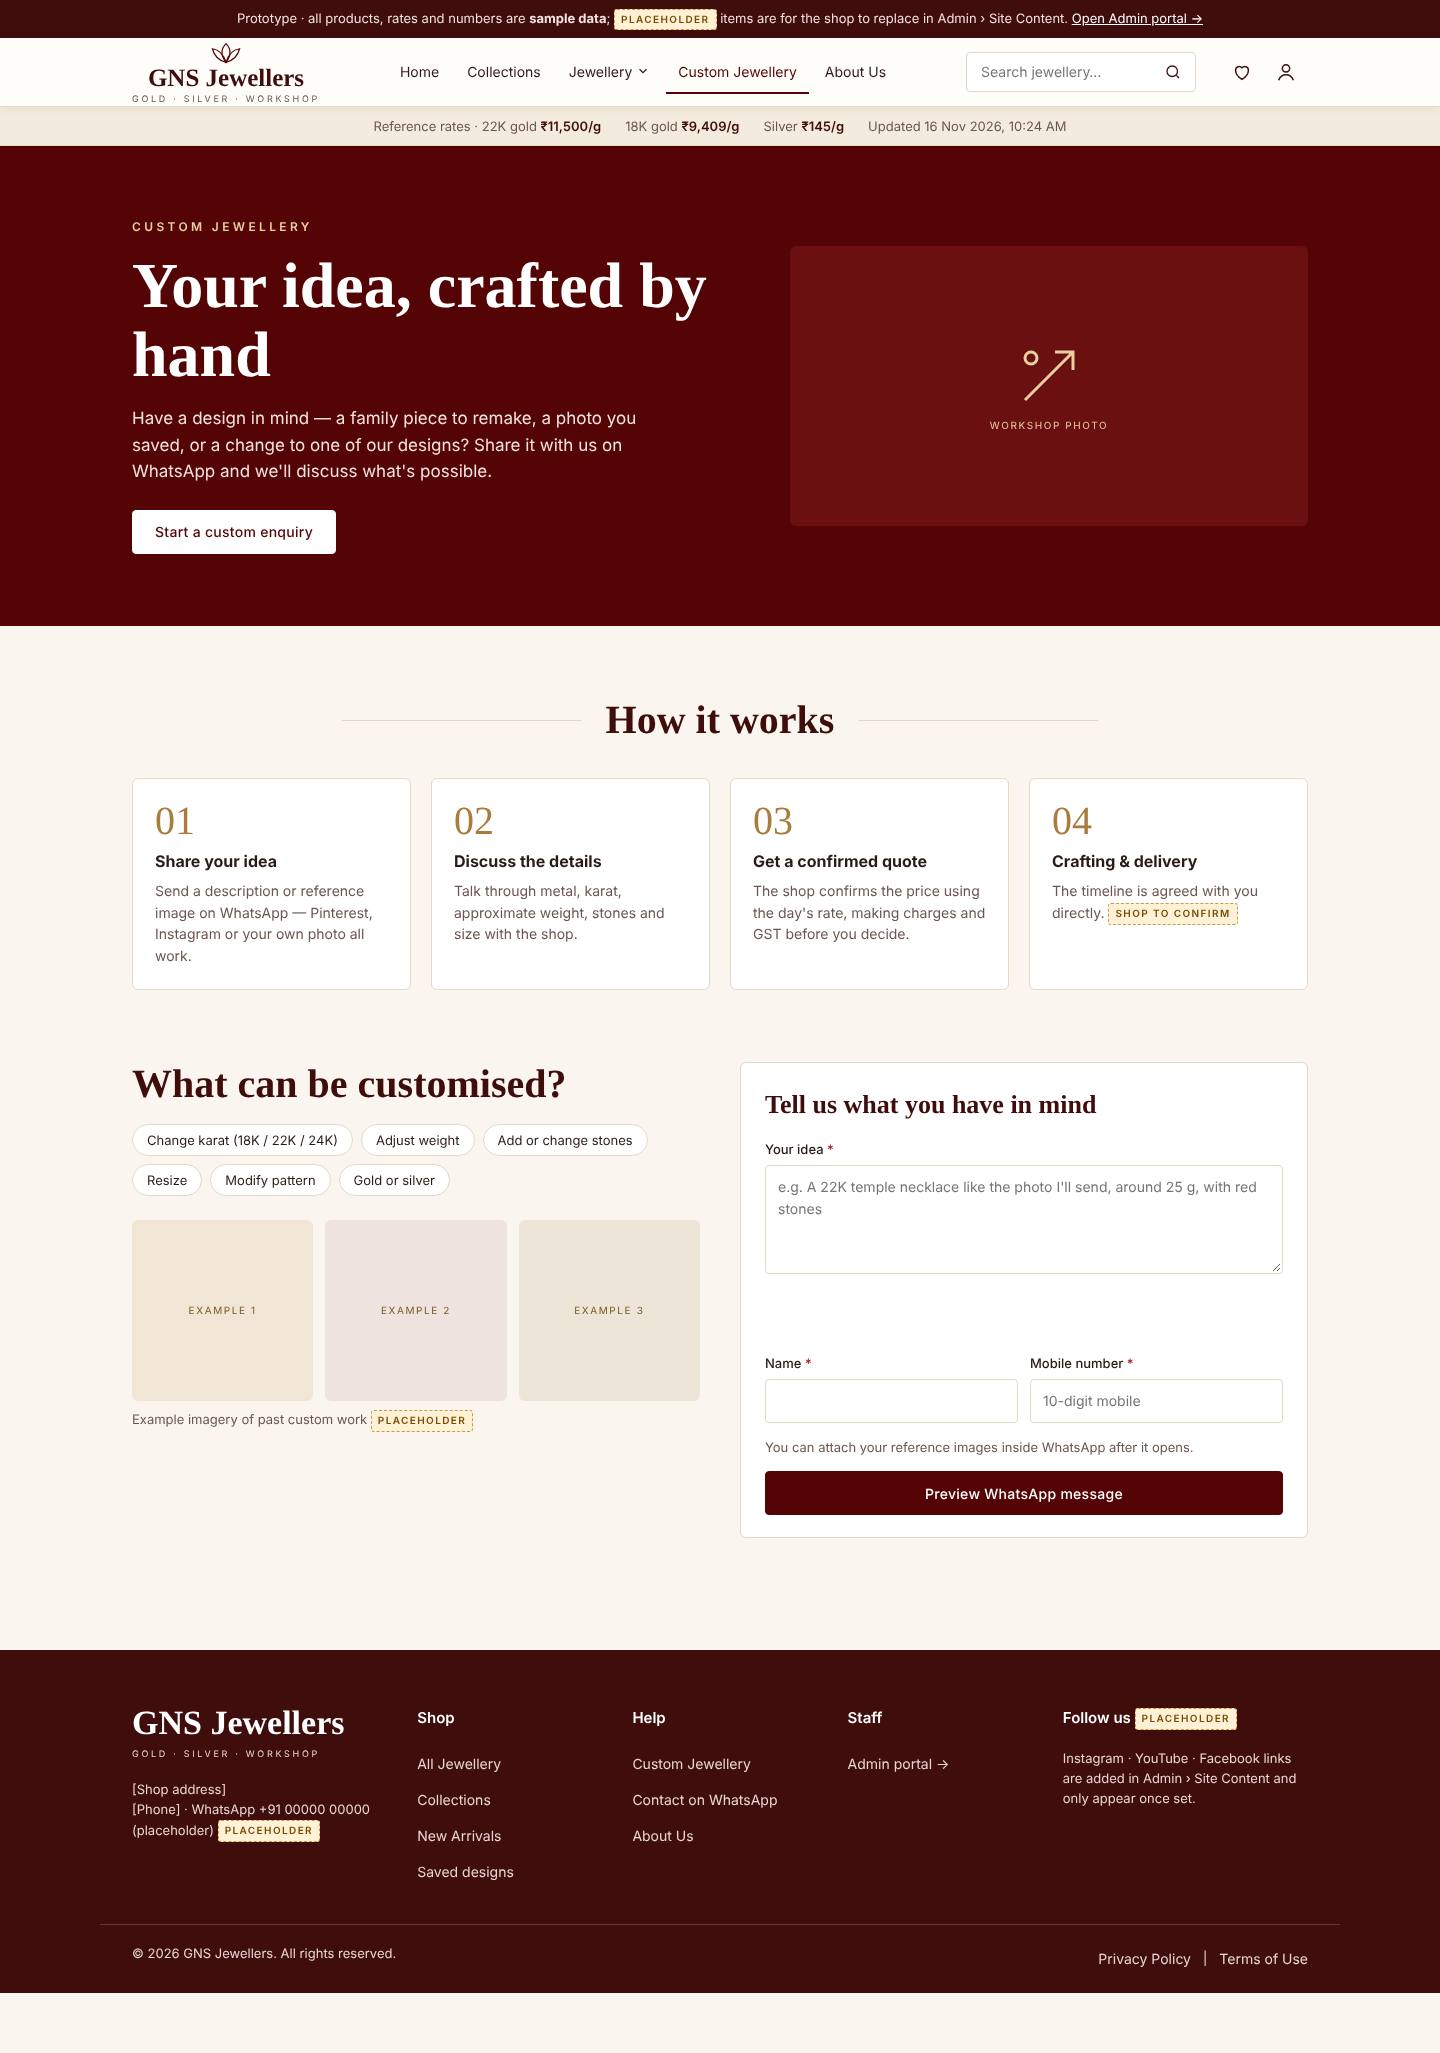 Prototype · all products, rates and numbers are sample data; PLACEHOLDER items are for the shop to replace in Admin › Site Content. Open Admin portal →
GNS Jewellers
GOLD · SILVER · WORKSHOP
Home
Collections
Jewellery
Custom Jewellery
About Us
Search jewellery...
Reference rates · 22K gold ₹11,500/g 18K gold ₹9,409/g Silver ₹145/g Updated 16 Nov 2026, 10:24 AM
CUSTOM JEWELLERY
Your idea, crafted by
hand
Have a design in mind — a family piece to remake, a photo you
saved, or a change to one of our designs? Share it with us on
WhatsApp and we'll discuss what's possible.
Start a custom enquiry
WORKSHOP PHOTO
How it works
01
Share your idea
Send a description or reference
image on WhatsApp — Pinterest,
Instagram or your own photo all
work.
02
Discuss the details
Talk through metal, karat,
approximate weight, stones and
size with the shop.
03
Get a confirmed quote
The shop confirms the price using
the day's rate, making charges and
GST before you decide.
04
Crafting & delivery
The timeline is agreed with you
directly. SHOP TO CONFIRM
What can be customised?
Change karat (18K / 22K / 24K)
Adjust weight
Add or change stones
Resize
Modify pattern
Gold or silver
EXAMPLE 1
EXAMPLE 2
EXAMPLE 3
Example imagery of past custom work PLACEHOLDER
Tell us what you have in mind
Your idea *
e.g. A 22K temple necklace like the photo I'll send, around 25 g, with red
stones
Name *
Mobile number *
10-digit mobile
You can attach your reference images inside WhatsApp after it opens.
Preview WhatsApp message
GNS Jewellers
GOLD · SILVER · WORKSHOP
[Shop address]
[Phone] · WhatsApp +91 00000 00000
(placeholder) PLACEHOLDER
Shop
All Jewellery
Collections
New Arrivals
Saved designs
Help
Custom Jewellery
Contact on WhatsApp
About Us
Staff
Admin portal →
Follow us PLACEHOLDER
Instagram · YouTube · Facebook links
are added in Admin › Site Content and
only appear once set.
© 2026 GNS Jewellers. All rights reserved.
Privacy Policy | Terms of Use